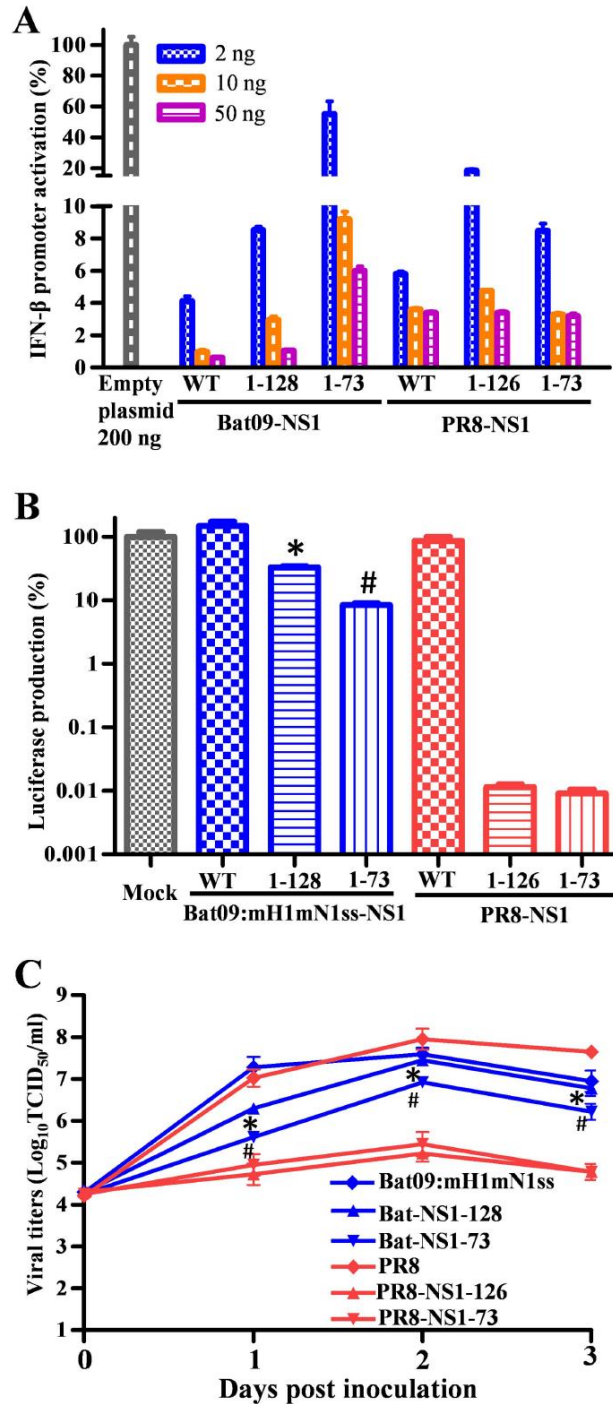 A
IFN-β promoter activation (%)
100
80
60
40
20
10
8
6
4
2
0
2 ng
10 ng
50 ng
Empty
plasmid
200 ng
WT 1-128 1-73 WT 1-126 1-73
Bat09-NS1 PR8-NS1
B
Luciferase production (%)
100
10
1
0.1
0.01
0.001
*
#
Mock
WT 1-128 1-73 WT 1-126 1-73
Bat09:mH1mN1ss-NS1 PR8-NS1
C
Viral titers (Log10TCID50/ml)
9
8
7
6
5
4
3
2
1
*
#
*
#
*
#
Bat09:mH1mN1ss
Bat-NS1-128
Bat-NS1-73
PR8
PR8-NS1-126
PR8-NS1-73
0 1 2 3
Days post inoculation